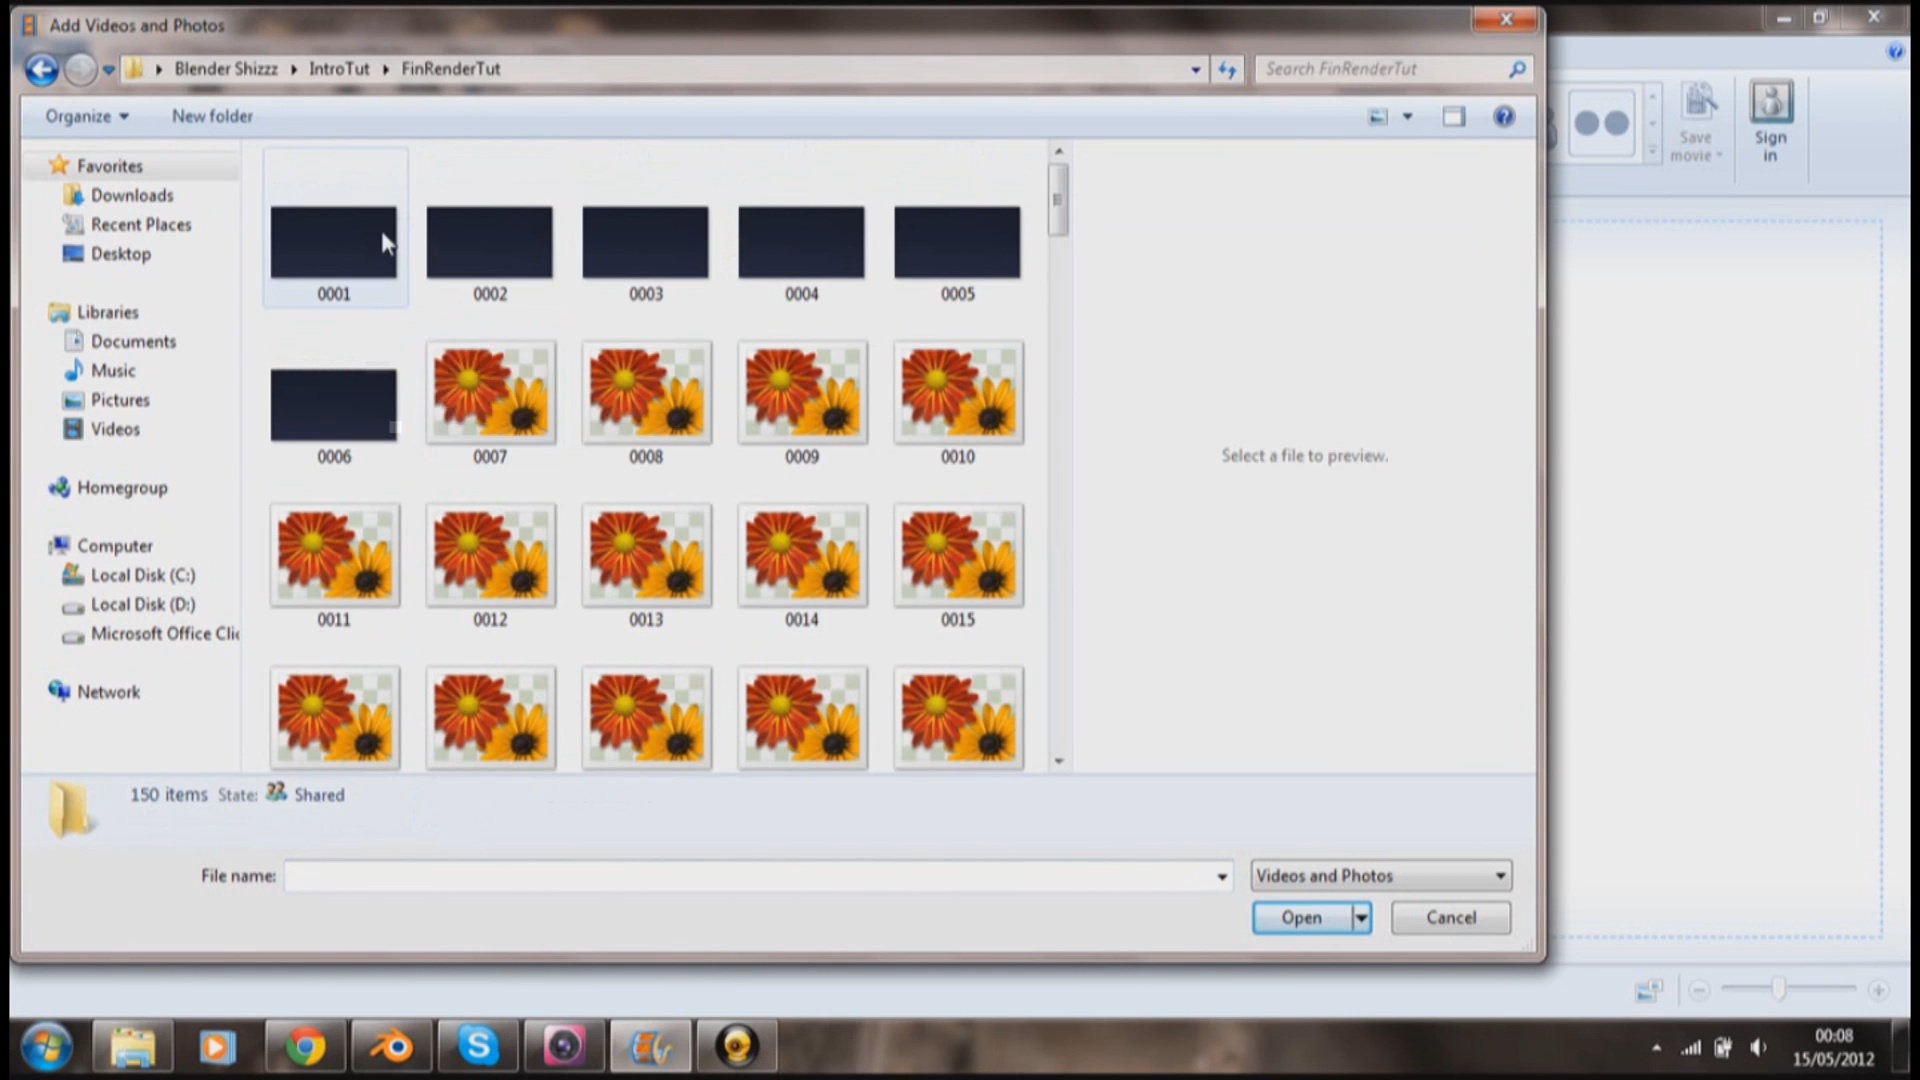 Add Videos and Photos
Blender Shizzz IntroTut FinRenderTut
Search FinRenderTut
Organize New folder
Save movie
Sign in
Favorites
Downloads
Recent Places
Desktop
Libraries
Documents
Music
Pictures
Videos
Homegroup
Computer
Local Disk (C:)
Local Disk (D:)
Microsoft Office Clic
Network
0001 0002 0003 0004 0005
0006 0007 0008 0009 0010
0011 0012 0013 0014 0015
Select a file to preview.
150 items State: Shared
File name:
Videos and Photos
Open Cancel
00:08
15/05/2012